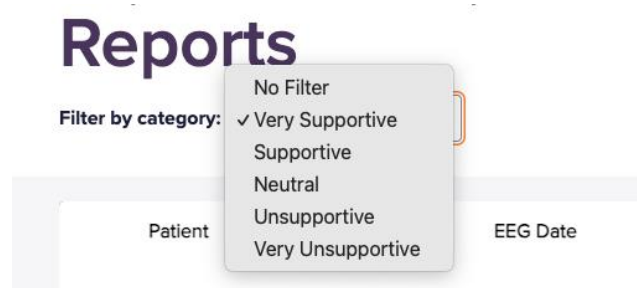 Reports
Filter by category:
No Filter
✓ Very Supportive
Supportive
Neutral
Unsupportive
Very Unsupportive
Patient
EEG Date